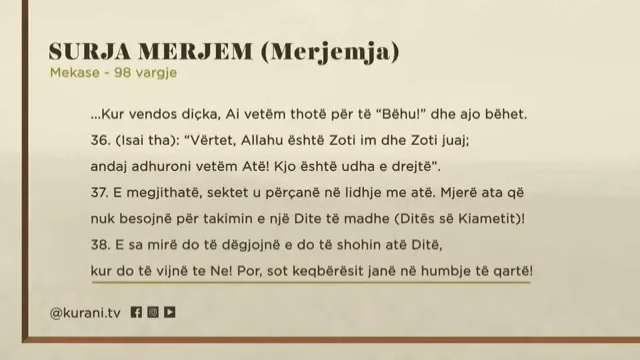 SURJA MERJEM (Merjemja)
Mekase - 98 vargje
...Kur vendos diçka, Ai vetëm thotë për të “Bëhu!” dhe ajo bëhet.
36. (Isai tha): “Vërtet, Allahu është Zoti im dhe Zoti juaj;
andaj adhuroni vetëm Atë! Kjo është udha e drejtë”.
37. E megjithatë, sektet u përçanë në lidhje me atë. Mjerë ata që
nuk besojnë për takimin e një Dite të madhe (Ditës së Kiametit)!
38. E sa mirë do të dëgjojnë e do të shohin atë Ditë,
kur do të vijnë te Ne! Por, sot keqbërësit janë në humbje të qartë!
@kurani.tv